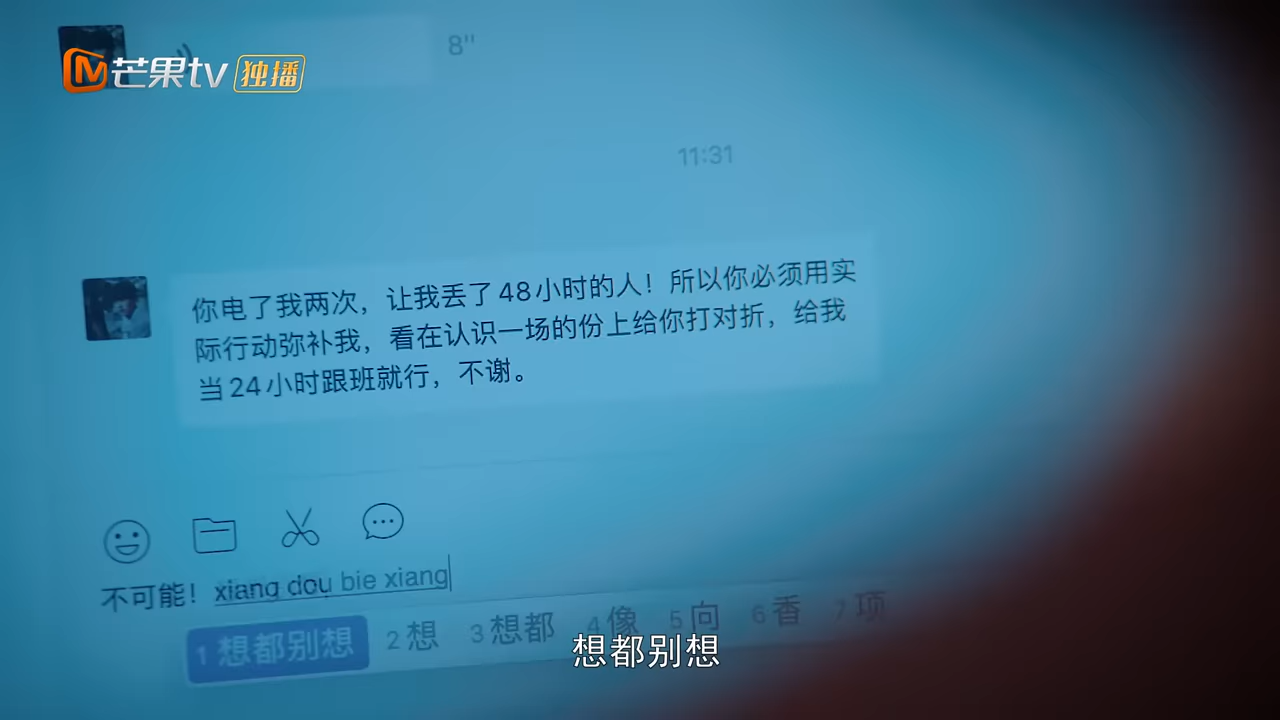 芒果tv 独播
8"
11:31
你电了我两次，让我丢了48小时的人！所以你必须用实
际行动弥补我，看在认识一场的份上给你打对折，给我
当24小时跟班就行，不谢。
不可能！xiang dou bie xiang
1 想都别想 2 想 3 想都 4 像 5 向 6 香 7 项
想都别想